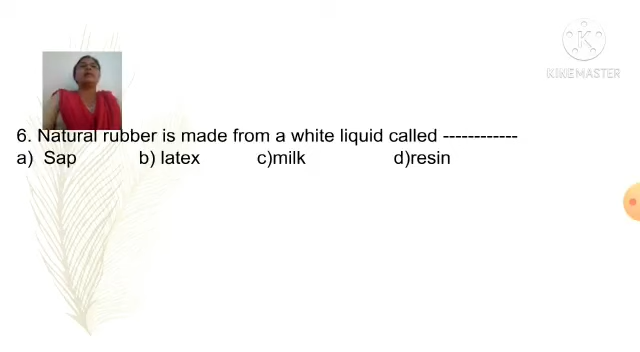 KINEMASTER
6. Natural rubber is made from a white liquid called ------------
a) Sap b) latex c)milk d)resin